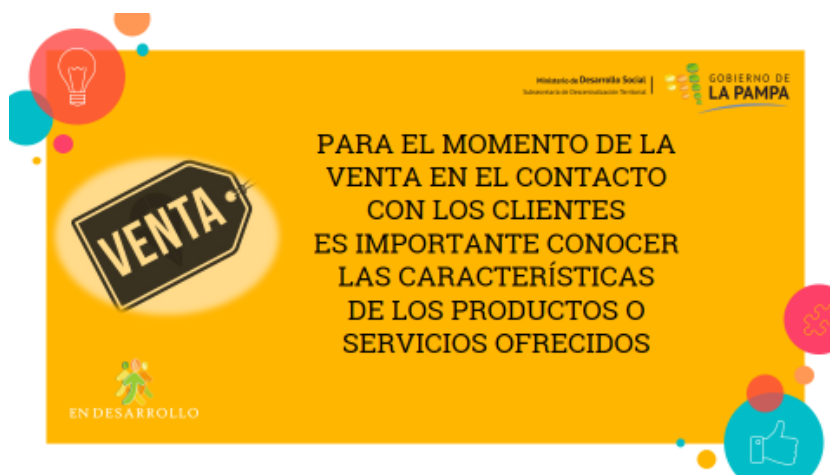 Ministerio de Desarrollo Social
Subsecretaría de Descentralización Territorial
GOBIERNO DE
LA PAMPA
PARA EL MOMENTO DE LA
VENTA EN EL CONTACTO
CON LOS CLIENTES
ES IMPORTANTE CONOCER
LAS CARACTERÍSTICAS
DE LOS PRODUCTOS O
SERVICIOS OFRECIDOS
VENTA
EN DESARROLLO